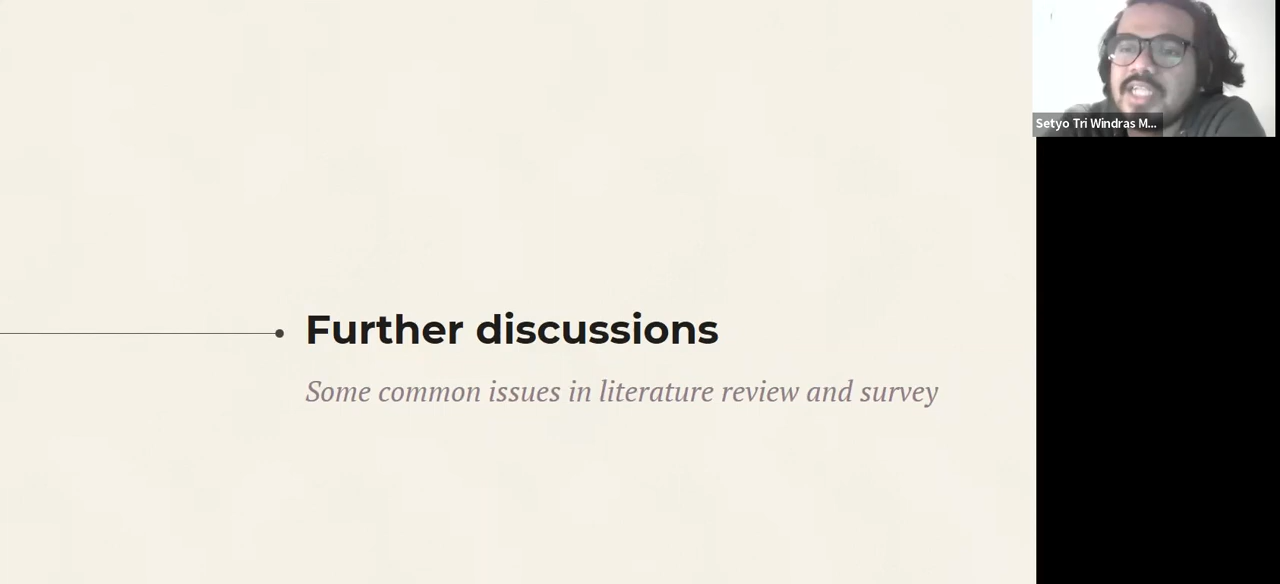 Setyo Tri Windras M...
Further discussions
Some common issues in literature review and survey